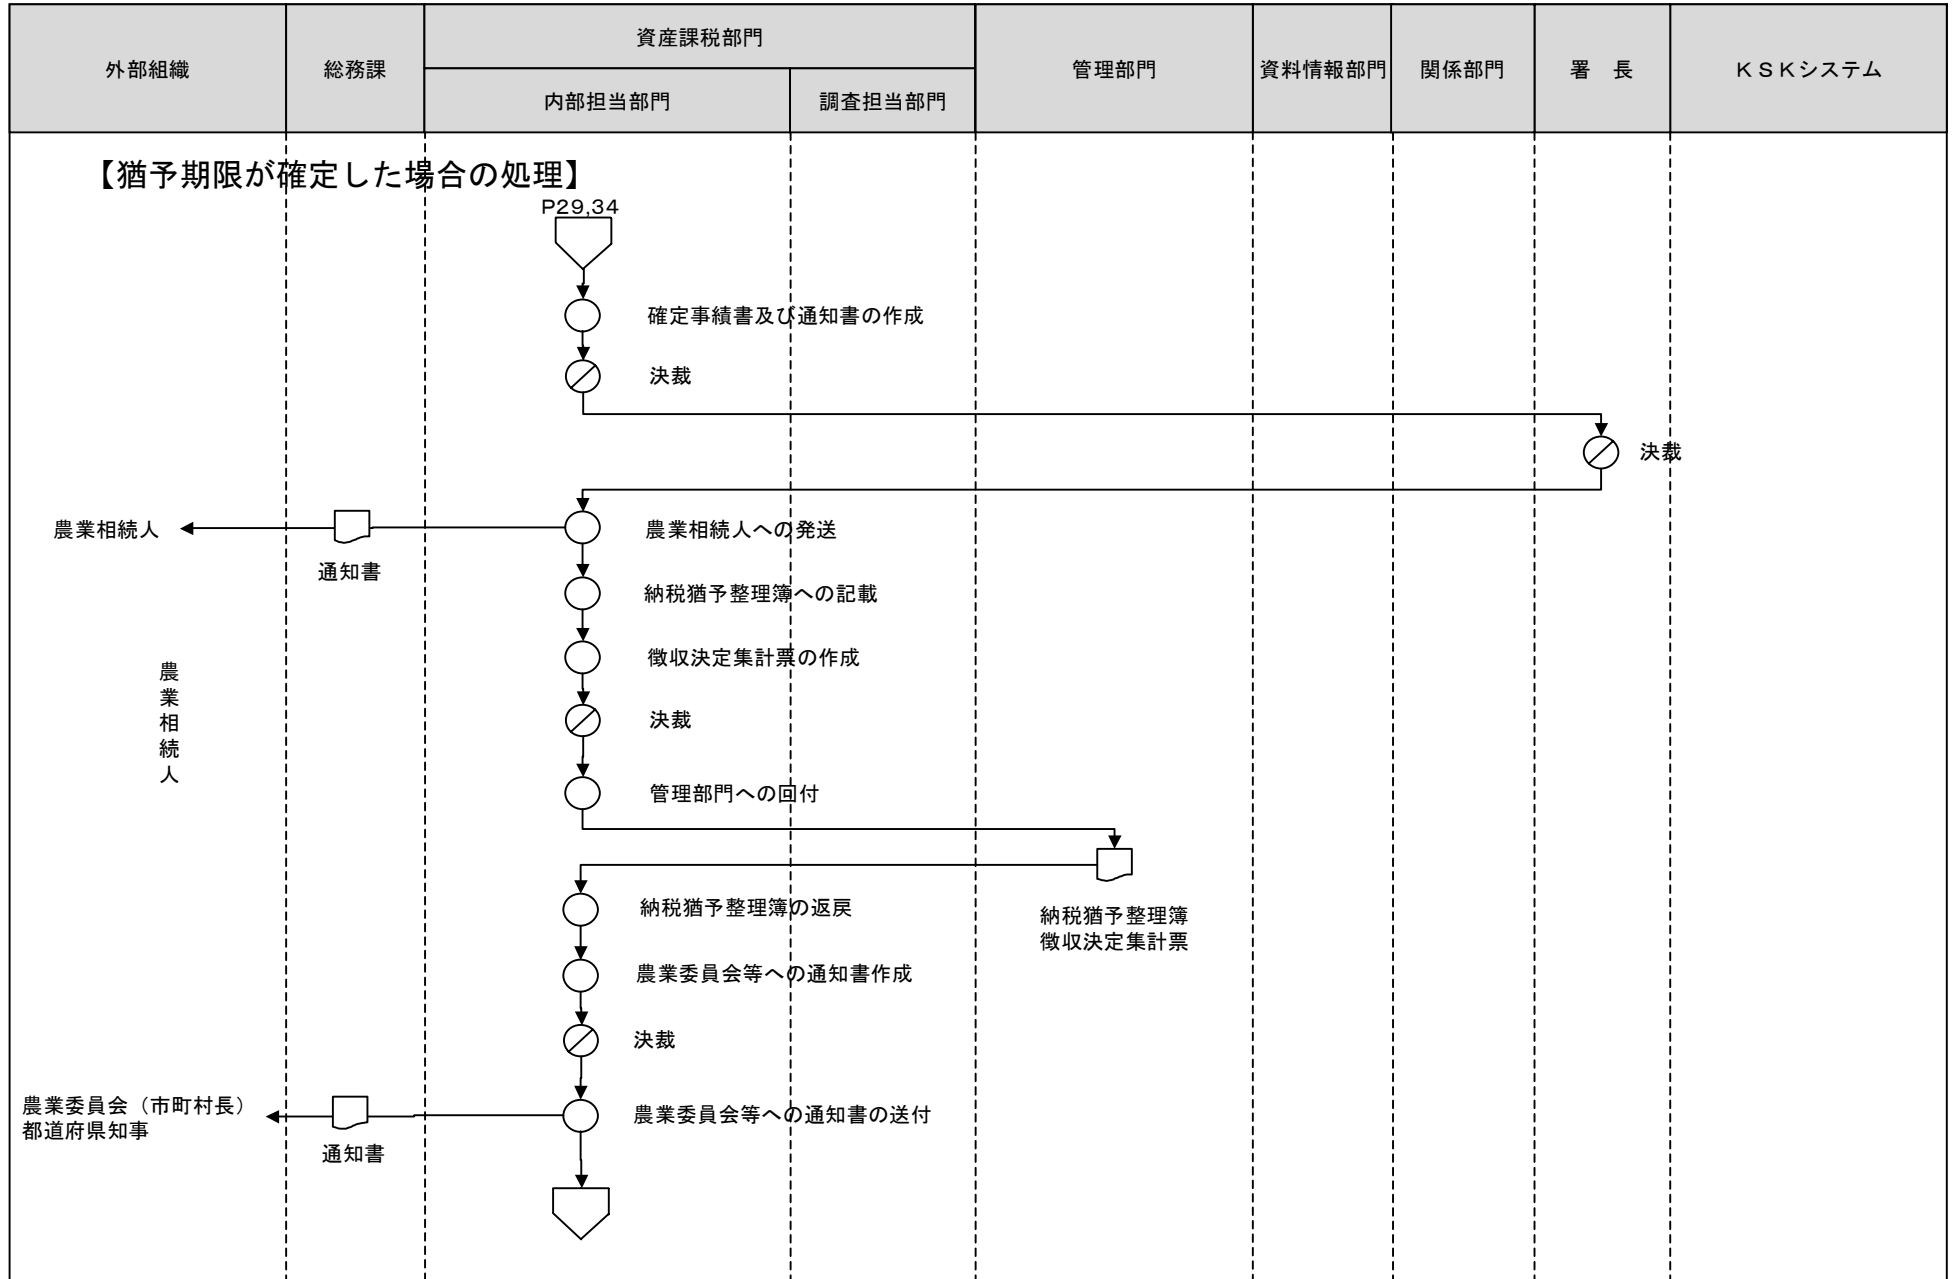 外部組織
総務課
資産課税部門
内部担当部門
調査担当部門
管理部門
資料情報部門
関係部門
署　長
ＫＳＫシステム
【猶予期限が確定した場合の処理】
P29,34
確定事績書及び通知書の作成
決裁
決裁
農業相続人
通知書
農業相続人への発送
納税猶予整理簿への記載
徴収決定集計票の作成
農業相続人
決裁
管理部門への回付
納税猶予整理簿の返戻
納税猶予整理簿
徴収決定集計票
農業委員会等への通知書作成
決裁
農業委員会（市町村長）
都道府県知事
通知書
農業委員会等への通知書の送付